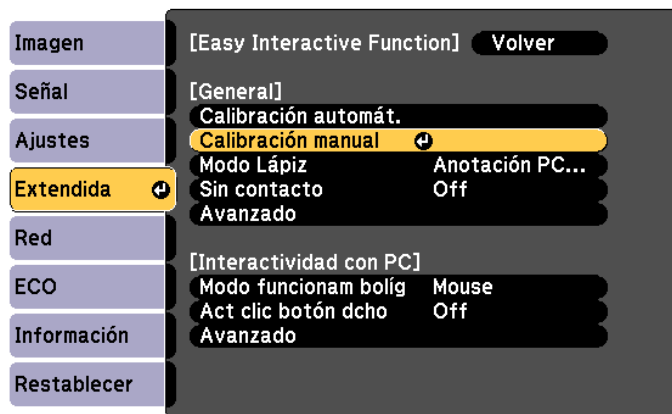 Imagen
Señal
Ajustes
Extendida
Red
ECO
Información
Restablecer
[Easy Interactive Function] Volver
[General]
Calibración automát.
Calibración manual
Modo Lápiz Anotación PC...
Sin contacto Off
Avanzado
[Interactividad con PC]
Modo funcionam bolíg Mouse
Act clic botón dcho Off
Avanzado